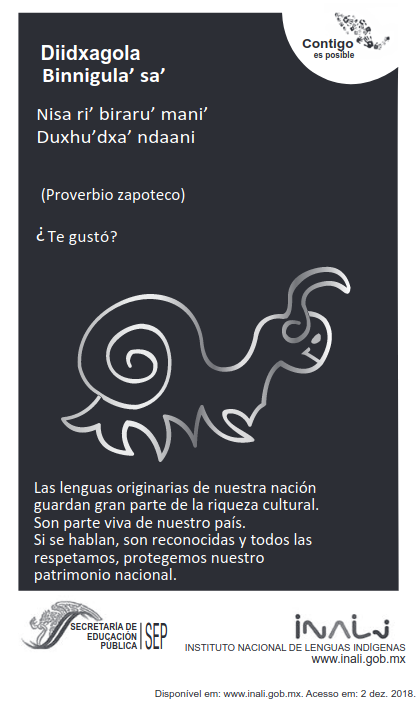 Contigo
es posible
Diidxagola
Binnigula’ sa’
Nisa ri’ biraru’ mani’
Duxhu’dxa’ ndaani
(Proverbio zapoteco)
¿Te gustó?
Las lenguas originarias de nuestra nación
guardan gran parte de la riqueza cultural.
Son parte viva de nuestro país.
Si se hablan, son reconocidas y todos las
respetamos, protegemos nuestro
patrimonio nacional.
SECRETARÍA DE
EDUCACIÓN
PÚBLICA
SEP
INALI
INSTITUTO NACIONAL DE LENGUAS INDÍGENAS
www.inali.gob.mx
Disponível em: www.inali.gob.mx. Acesso em: 2 dez. 2018.